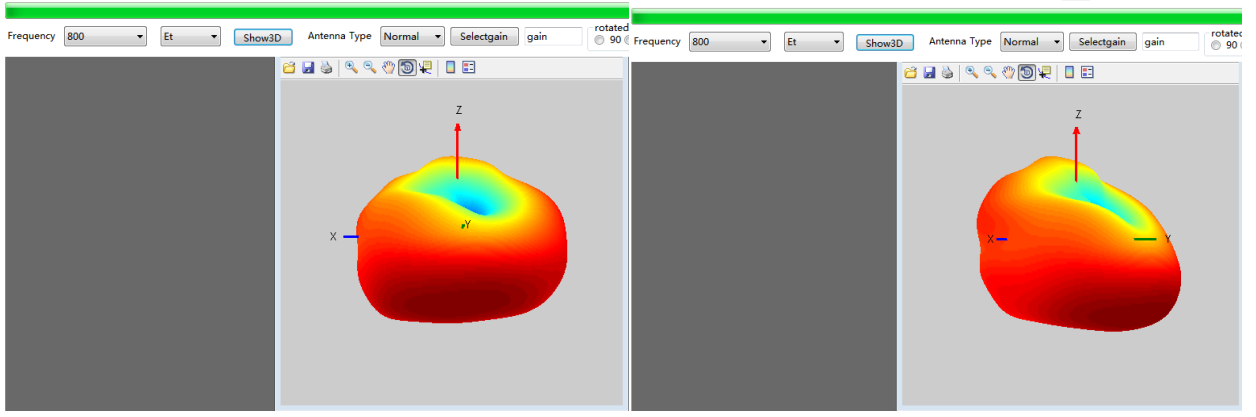 Frequency 800 Et Show3D Antenna Type Normal Selectgain gain rotated 90
Z
X
Y
Frequency 800 Et Show3D Antenna Type Normal Selectgain gain rotated 90
Z
X
Y